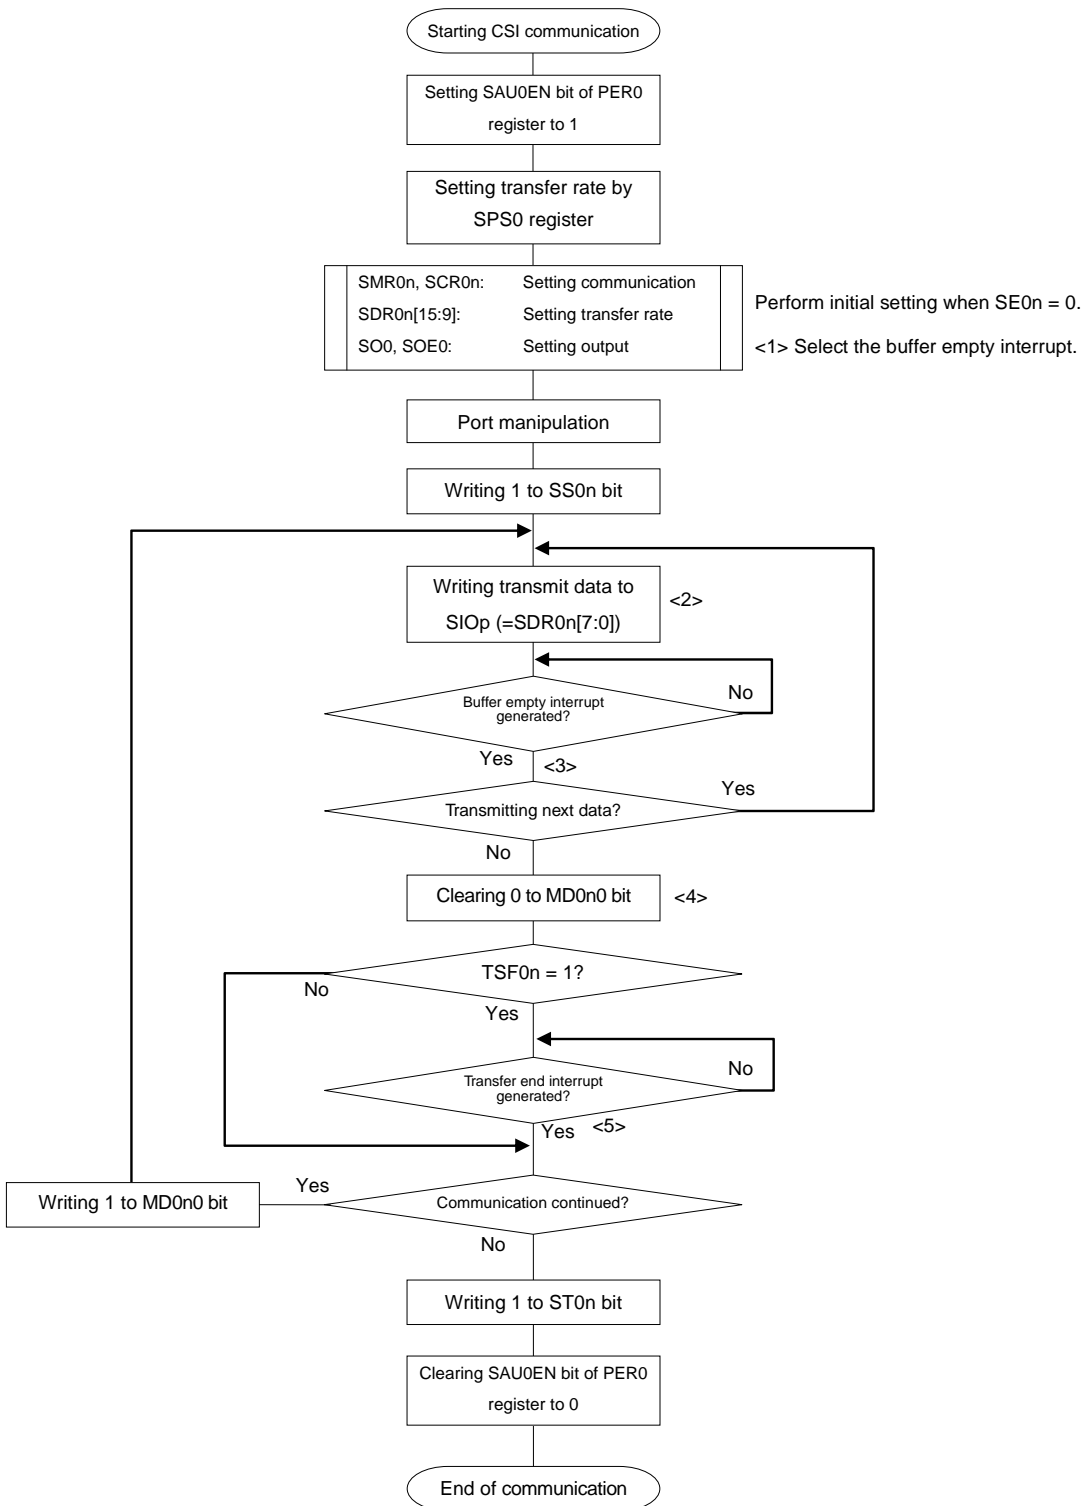 Starting CSI communication
Setting SAU0EN bit of PER0
register to 1
Setting transfer rate by
SPS0 register
SMR0n, SCR0n: Setting communication
SDR0n[15:9]: Setting transfer rate
SO0, SOE0: Setting output
Perform initial setting when SE0n = 0.
<1> Select the buffer empty interrupt.
Port manipulation
Writing 1 to SS0n bit
Writing transmit data to
SIOp (=SDR0n[7:0])
<2>
Buffer empty interrupt
generated?
No
Yes
<3>
Transmitting next data?
Yes
No
Clearing 0 to MD0n0 bit
<4>
TSF0n = 1?
No
Yes
Transfer end interrupt
generated?
No
Yes
<5>
Communication continued?
Yes
Writing 1 to MD0n0 bit
No
Writing 1 to ST0n bit
Clearing SAU0EN bit of PER0
register to 0
End of communication